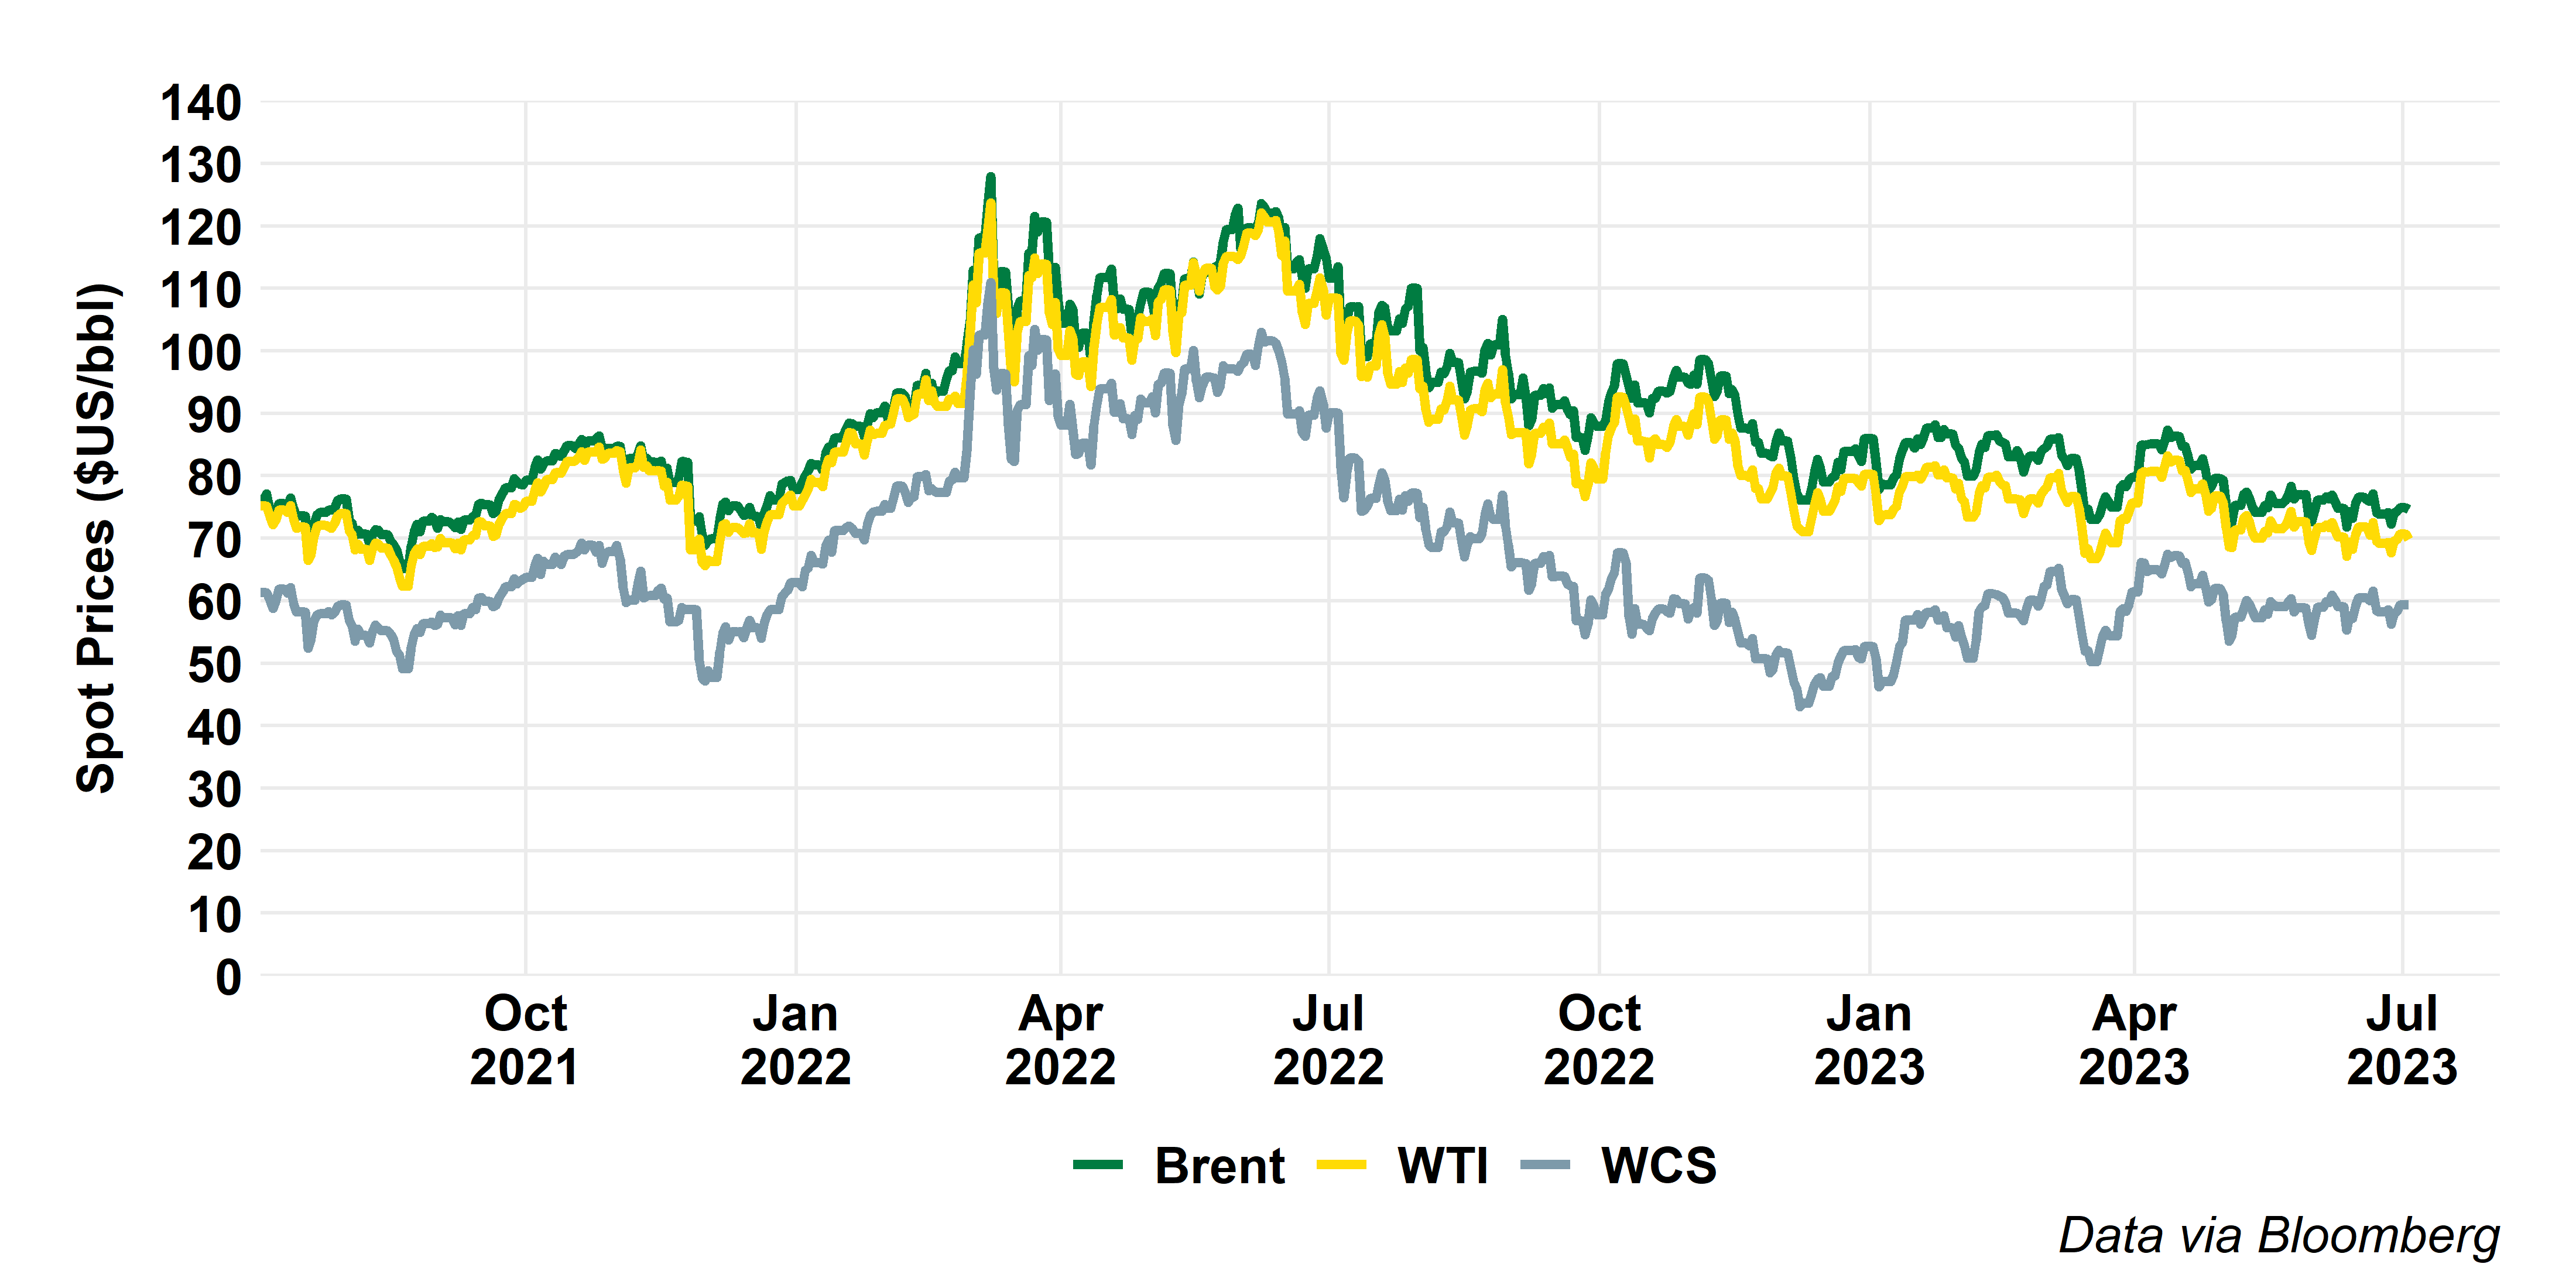 Spot Prices ($US/bbl)
140
130
120
110
100
90
80
70
60
50
40
30
20
10
0
Oct
2021
Jan
2022
Apr
2022
Jul
2022
Oct
2022
Jan
2023
Apr
2023
Jul
2023
Brent
WTI
WCS
Data via Bloomberg